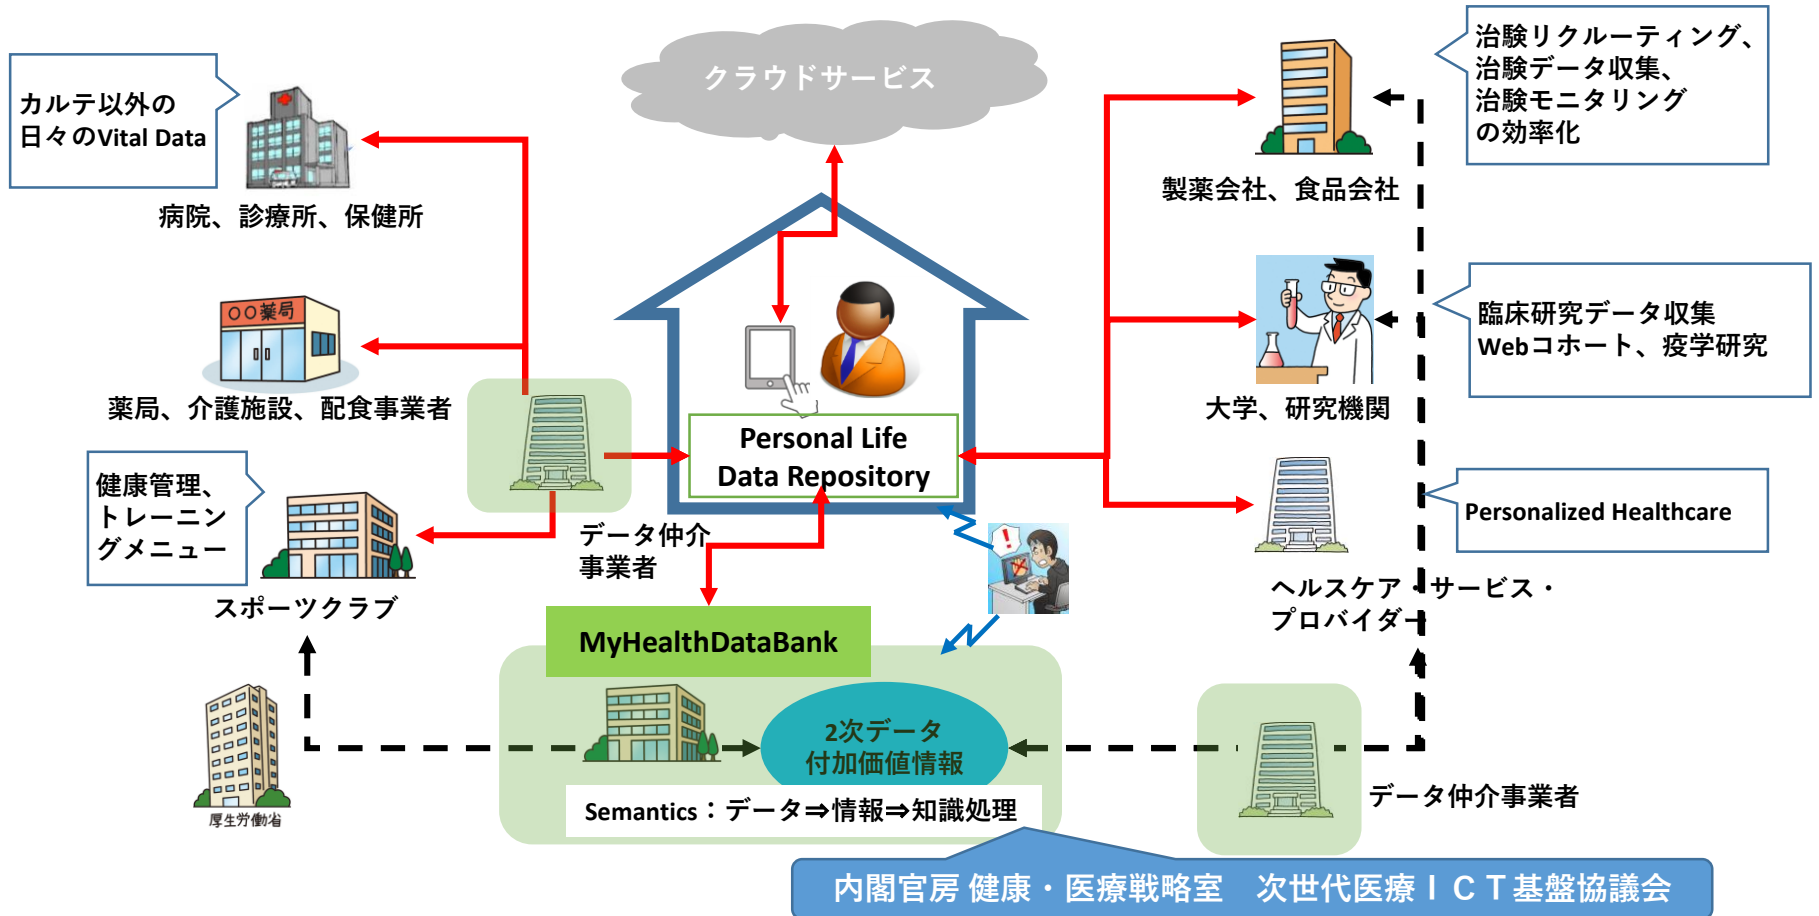 クラウドサービス
カルテ以外の
日々のVital Data
病院、診療所、保健所
〇〇薬局
薬局、介護施設、配食事業者
健康管理、
トレーニン
グメニュー
スポーツクラブ
データ仲介
事業者
Personal Life
Data Repository
MyHealthDataBank
2次データ
付加価値情報
Semantics：データ⇒情報⇒知識処理
厚生労働省
治験リクルーティング、
治験データ収集、
治験モニタリング
の効率化
製薬会社、食品会社
臨床研究データ収集
Webコホート、疫学研究
大学、研究機関
Personalized Healthcare
ヘルスケア・サービス・
プロバイダー
データ仲介事業者
内閣官房 健康・医療戦略室　次世代医療ＩＣＴ基盤協議会
!